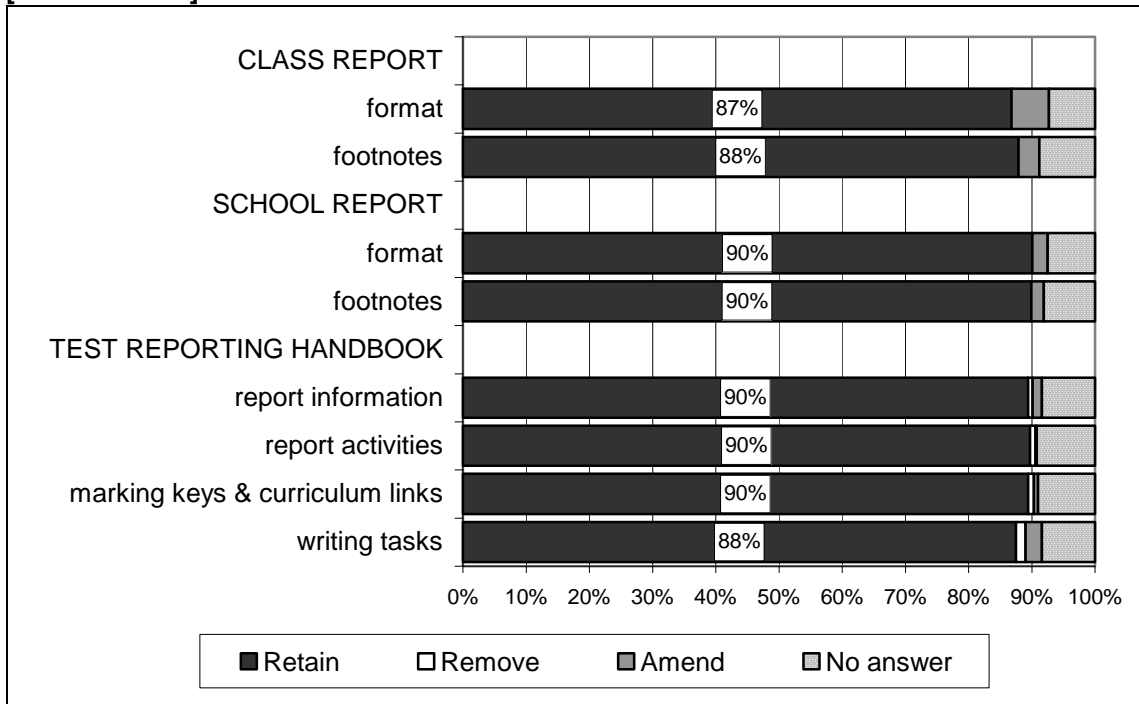 CLASS REPORT
format 87%
footnotes 88%
SCHOOL REPORT
format 90%
footnotes 90%
TEST REPORTING HANDBOOK
report information 90%
report activities 90%
marking keys & curriculum links 90%
writing tasks 88%
0% 10% 20% 30% 40% 50% 60% 70% 80% 90% 100%
Retain Remove Amend No answer